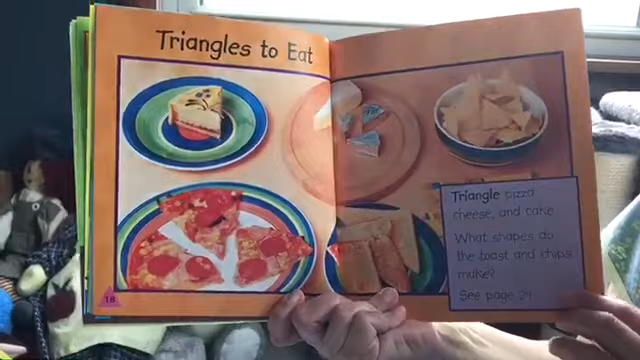 Triangles to Eat
Triangle pizza
cheese, and cake
What shapes do
the toast and chips
make?
See page 29
18